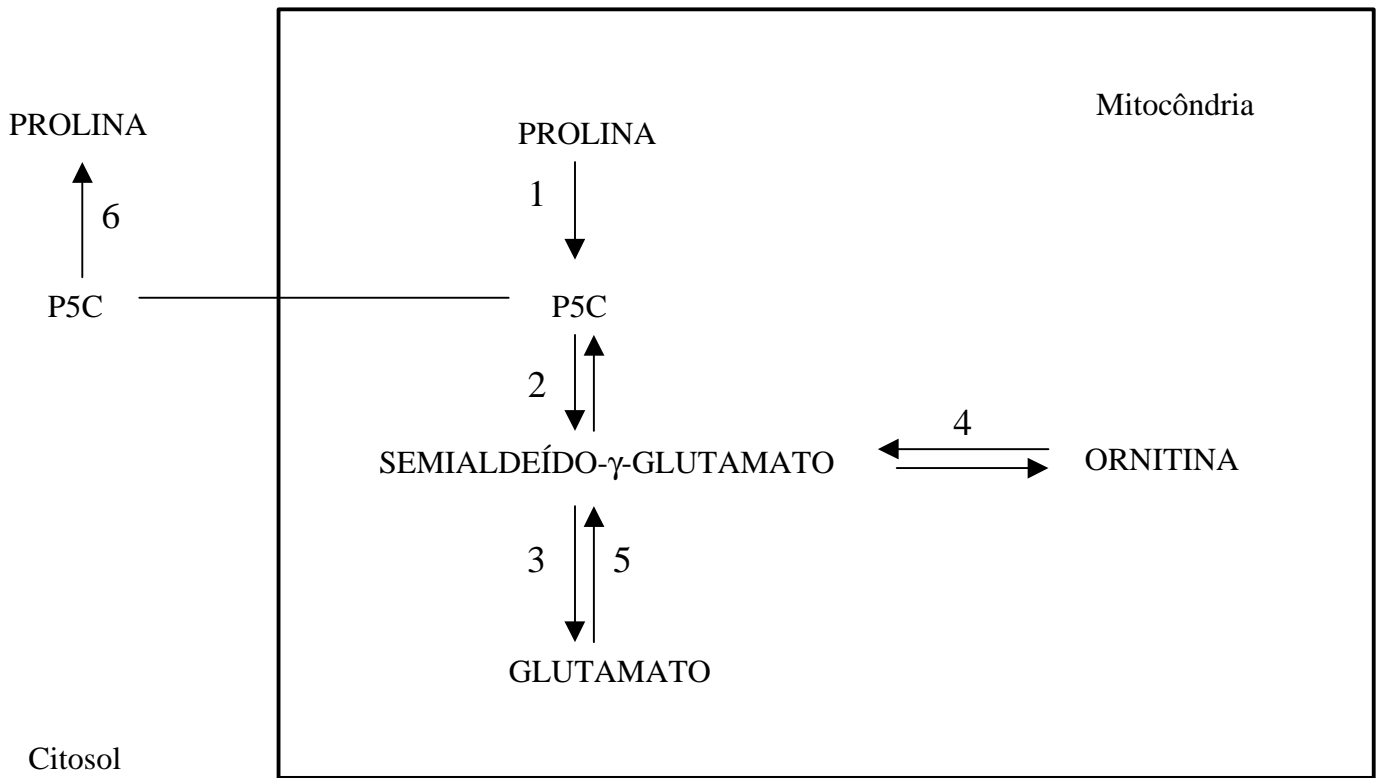 Mitocôndria
PROLINA
PROLINA
1
6
P5C
P5C
2
4
SEMIALDEÍDO-γ-GLUTAMATO
ORNITINA
3
5
GLUTAMATO
Citosol